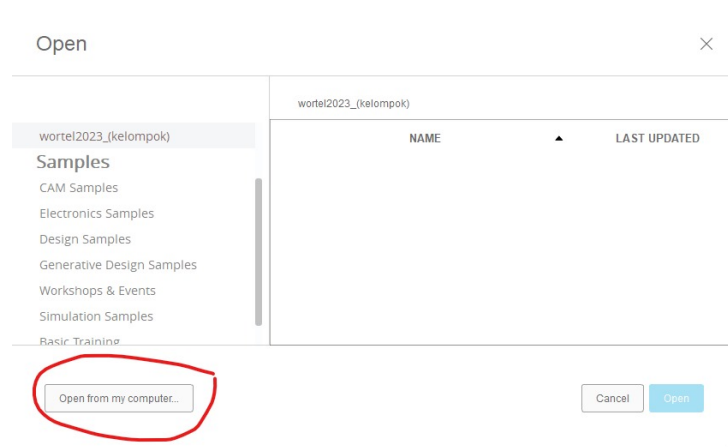 Open
wortel2023_(kelompok)
wortel2023_(kelompok)
Samples
CAM Samples
Electronics Samples
Design Samples
Generative Design Samples
Workshops & Events
Simulation Samples
Basic Training
NAME
LAST UPDATED
Open from my computer...
Cancel
Open